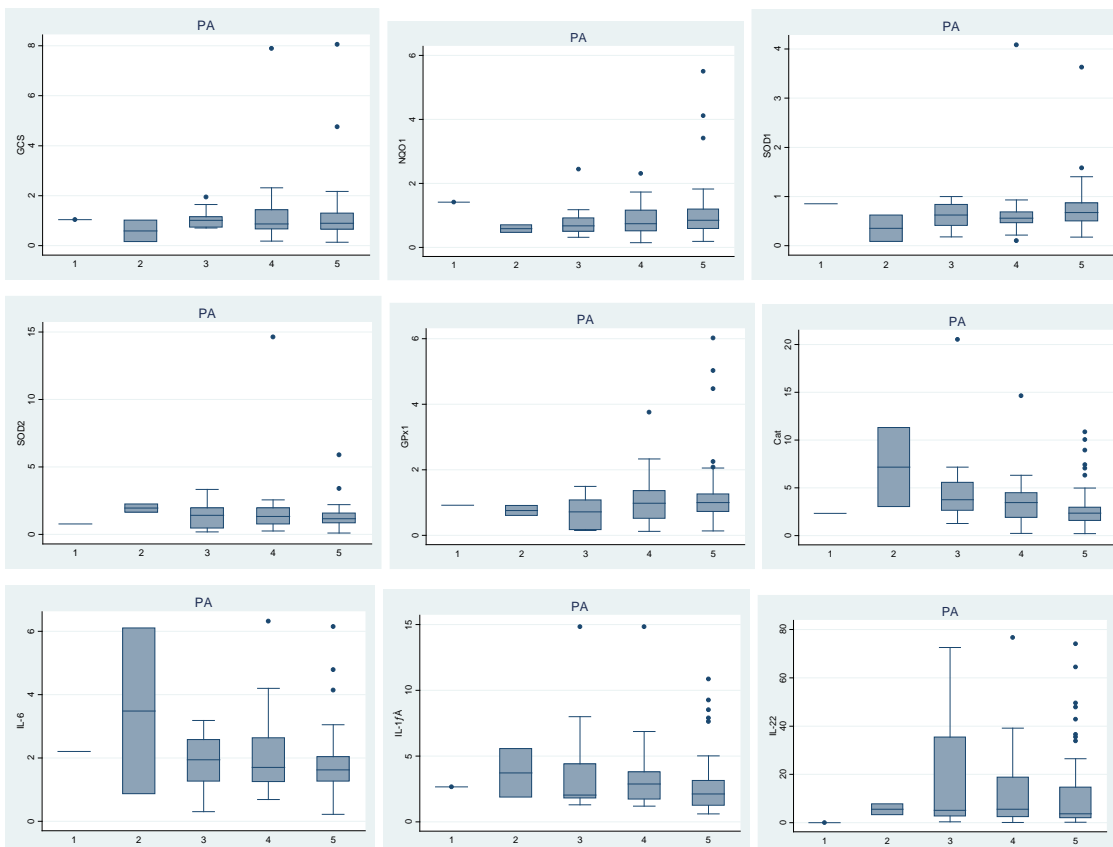 PA
GCS
0 2 4 6 8
1 2 3 4 5
PA
NQO1
0 2 4 6
1 2 3 4 5
PA
SOD1
0 1 2 3 4
1 2 3 4 5
PA
SOD2
0 5 10 15
1 2 3 4 5
PA
GPx1
0 2 4 6
1 2 3 4 5
PA
Cat
0 5 10 15 20
1 2 3 4 5
PA
IL-6
0 2 4 6
1 2 3 4 5
PA
IL-1ƒÀ
0 5 10 15
1 2 3 4 5
PA
IL-22
0 20 40 60 80
1 2 3 4 5